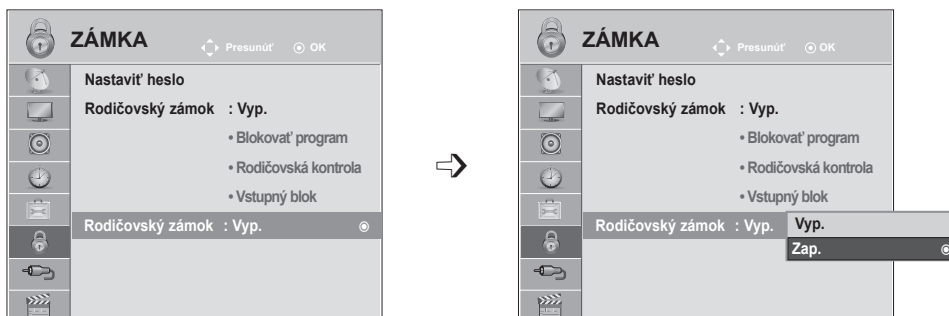 ZÁMKA Presunúť OK
Nastaviť heslo
Rodičovský zámok : Vyp.
• Blokovať program
• Rodičovská kontrola
• Vstupný blok
Rodičovský zámok : Vyp.
ZÁMKA Presunúť OK
Nastaviť heslo
Rodičovský zámok : Vyp.
• Blokovať program
• Rodičovská kontrola
• Vstupný blok
Rodičovský zámok : Vyp.
Vyp.
Zap.